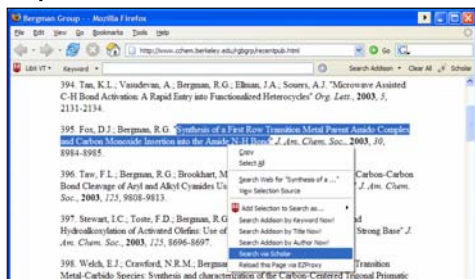 Bergman Group - - Mozilla Firefox
File Edit View Go Bookmarks Tools Help
http://www.cchem.berkeley.edu/rgbgrp/recentpub.html Go
LibX VT Keyword Search Addison Clear All Scholar
394. Tan, K.L.; Vasudevan, A.; Bergman, R.G.; Ellman, J.A.; Souers, A.J. "Microwave Assisted
C-H Bond Activation: A Rapid Entry into Functionalized Heterocycles" Org. Lett., 2003, 5,
2131-2134.
395. Fox, D.J.; Bergman, R.G. "Synthesis of a First Row Transition Metal Parent Amido Complex
and Carbon Monoxide Insertion into the Amide N-H Bond" J. Am. Chem. Soc., 2003, 30,
8984-8985.
Copy
Select All
396. Taw, F.L.; Bergman, R.G.; Brookhart, M. Carbon-Carbon
Search Web for "Synthesis of a ..."
Bond Cleavage of Aryl and Alkyl Cyanides Us J. Am. Chem.
View Selection Source
Soc., 2003, 125, 9808-9813.
Add Selection to Search as...
397. Stewart, I.C.; Toste, F.D.; Bergman, R.G
Search Addison by Keyword Now!
Hydroalkoxylation of Activated Olefins: Use of Strong Base" J.
Search Addison by Title Now!
Am. Chem. Soc., 2003, 125, 8696-8697.
Search Addison by Author Now!
Search via Scholar
398. Welch, E.J.; Crawford, N.R.M.; Bergman Transition
Reload this Page via EZProxy
Metal-Carbido Species: Synthesis and characterization of the Carbon-Centered Trigonal Prismatic